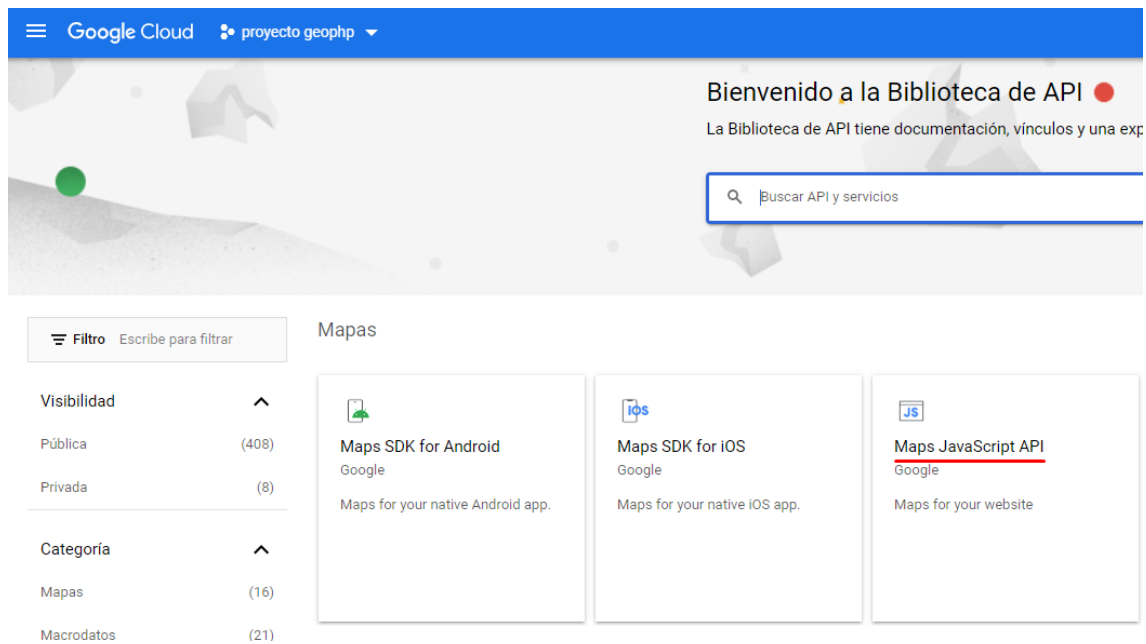 Google Cloud proyecto geophp
Bienvenido a la Biblioteca de API
La Biblioteca de API tiene documentación, vínculos y una exp
Buscar API y servicios
Filtro Escribe para filtrar
Visibilidad
Pública (408)
Privada (8)
Categoría
Mapas (16)
Macrodatos (21)
Mapas
Maps SDK for Android
Google
Maps for your native Android app.
iOS
Maps SDK for iOS
Google
Maps for your native iOS app.
JS
Maps JavaScript API
Google
Maps for your website